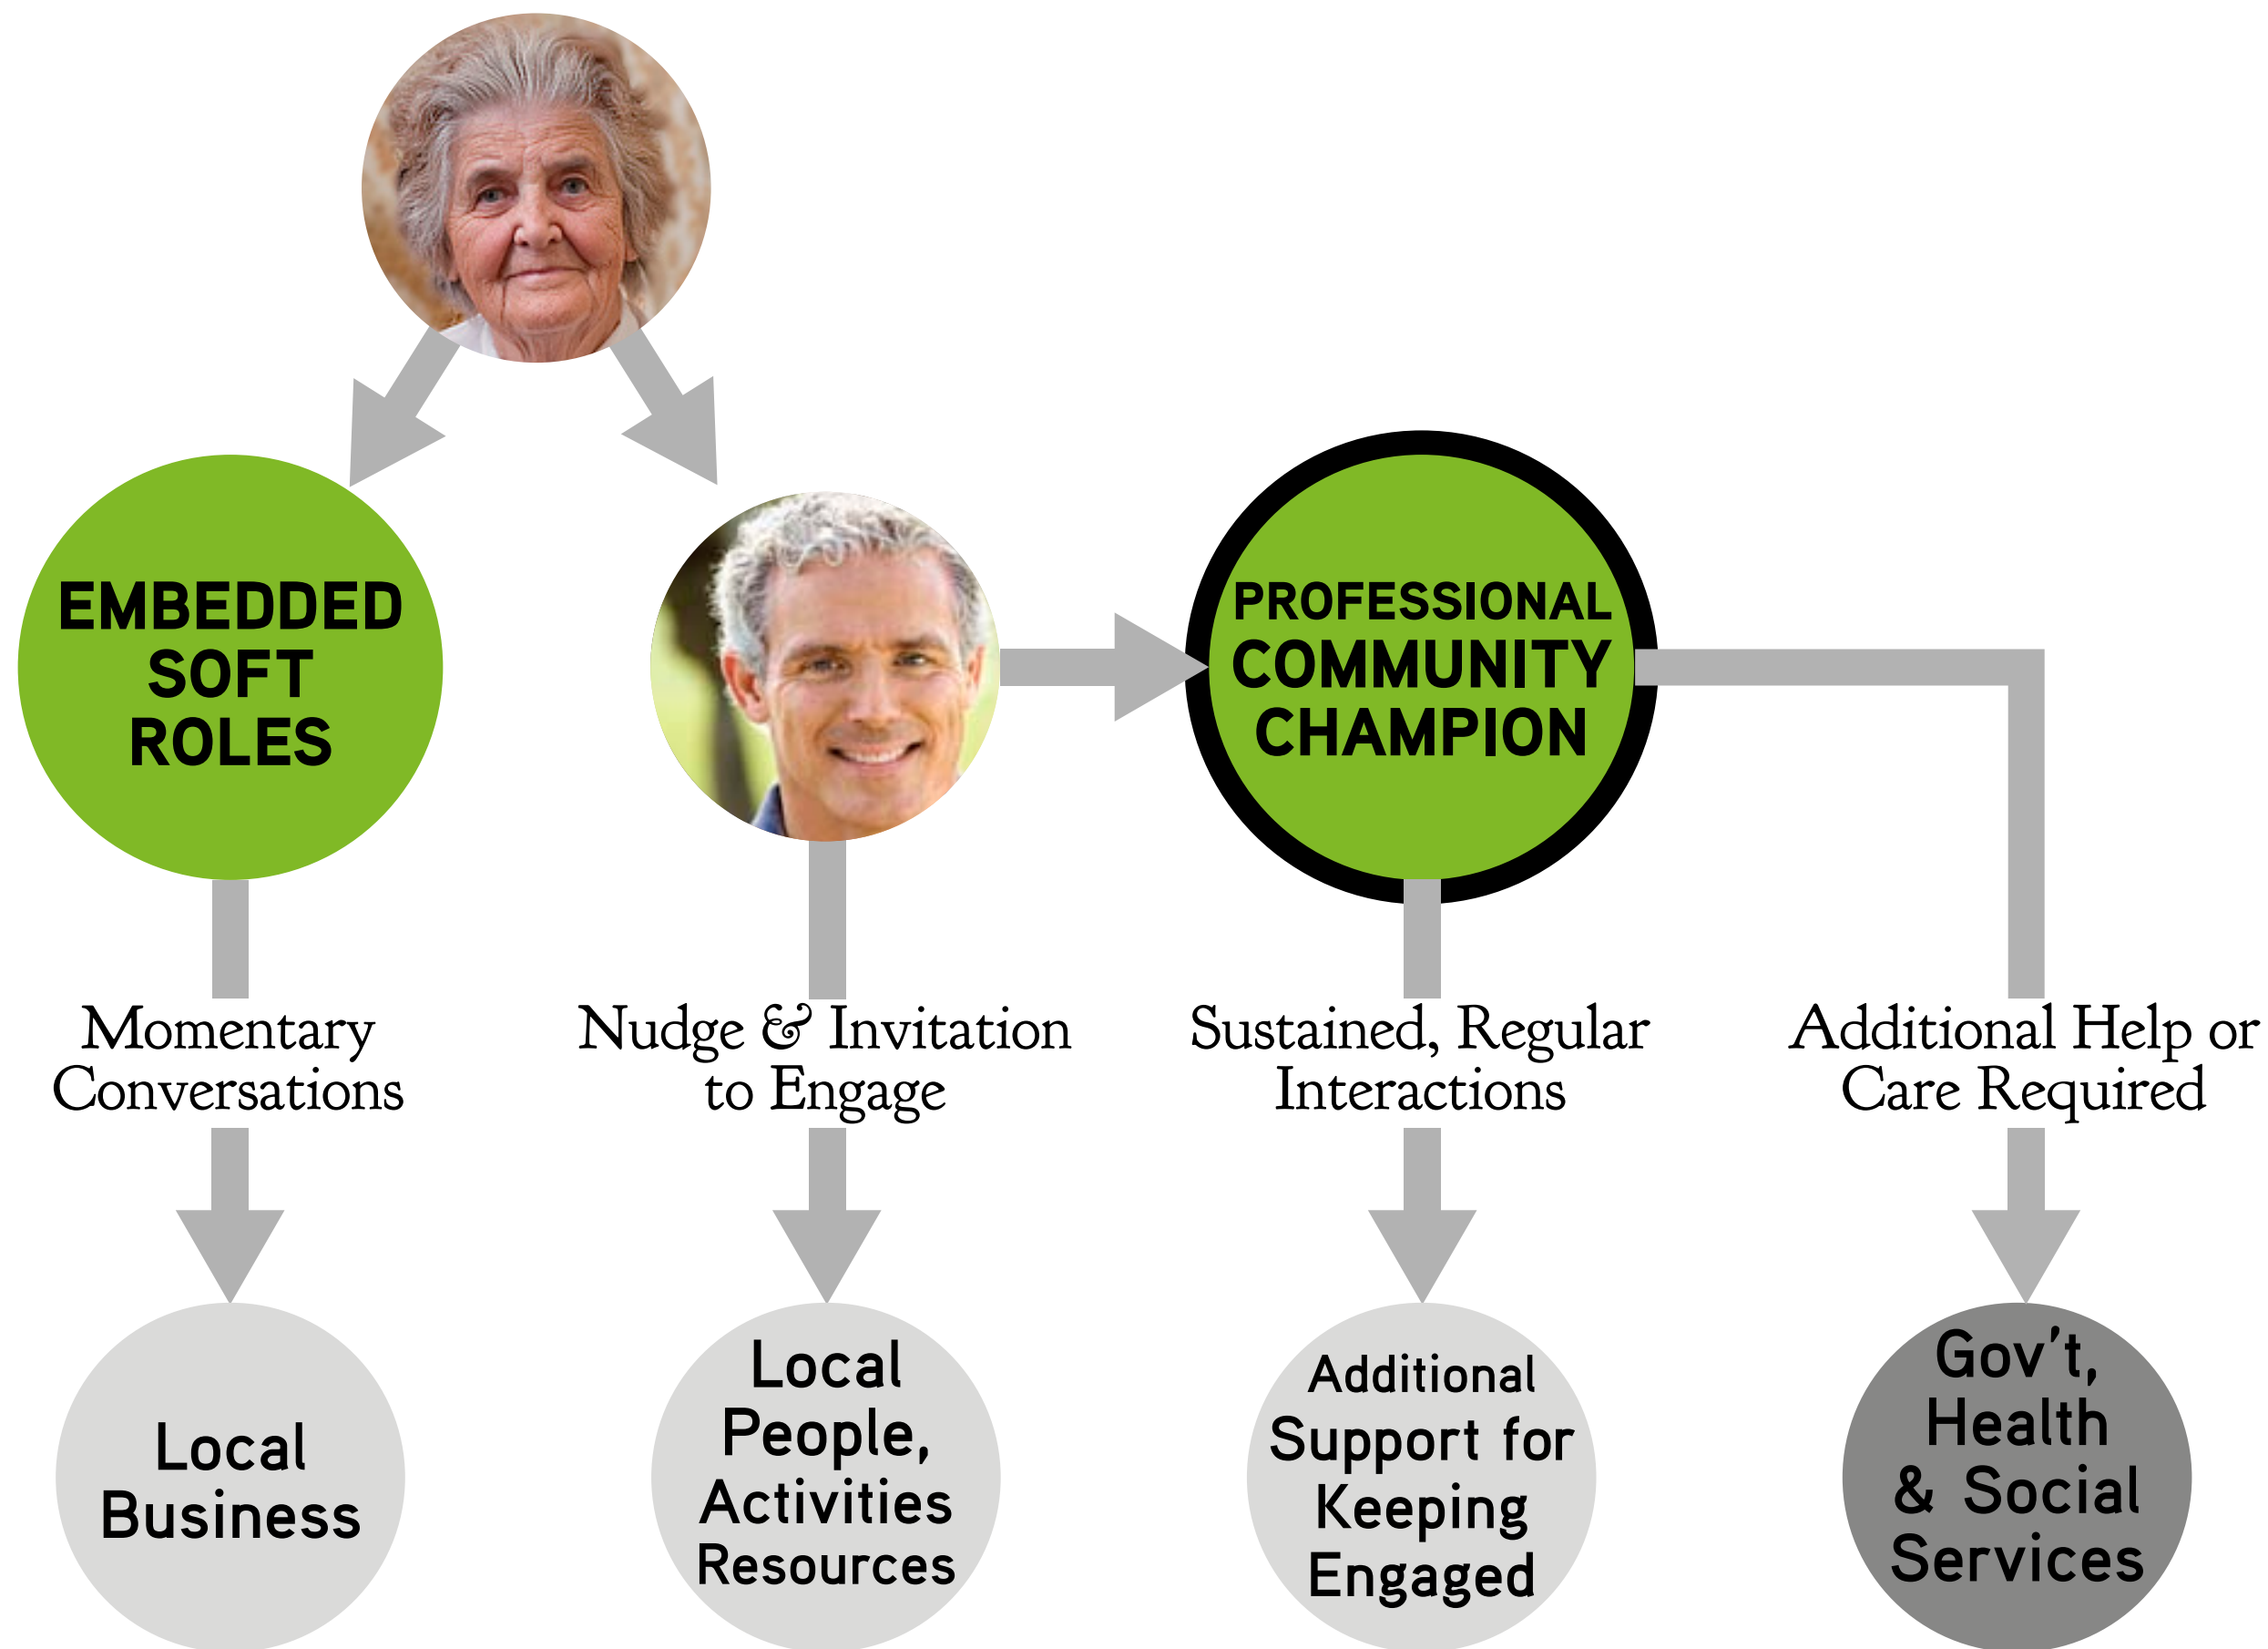 EMBEDDED
SOFT
ROLES
PROFESSIONAL
COMMUNITY
CHAMPION
Momentary
Conversations
Nudge & Invitation
to Engage
Sustained, Regular
Interactions
Additional Help or
Care Required
Local
Business
Local
People,
Activities
Resources
Additional
Support for
Keeping
Engaged
Gov't,
Health
& Social
Services